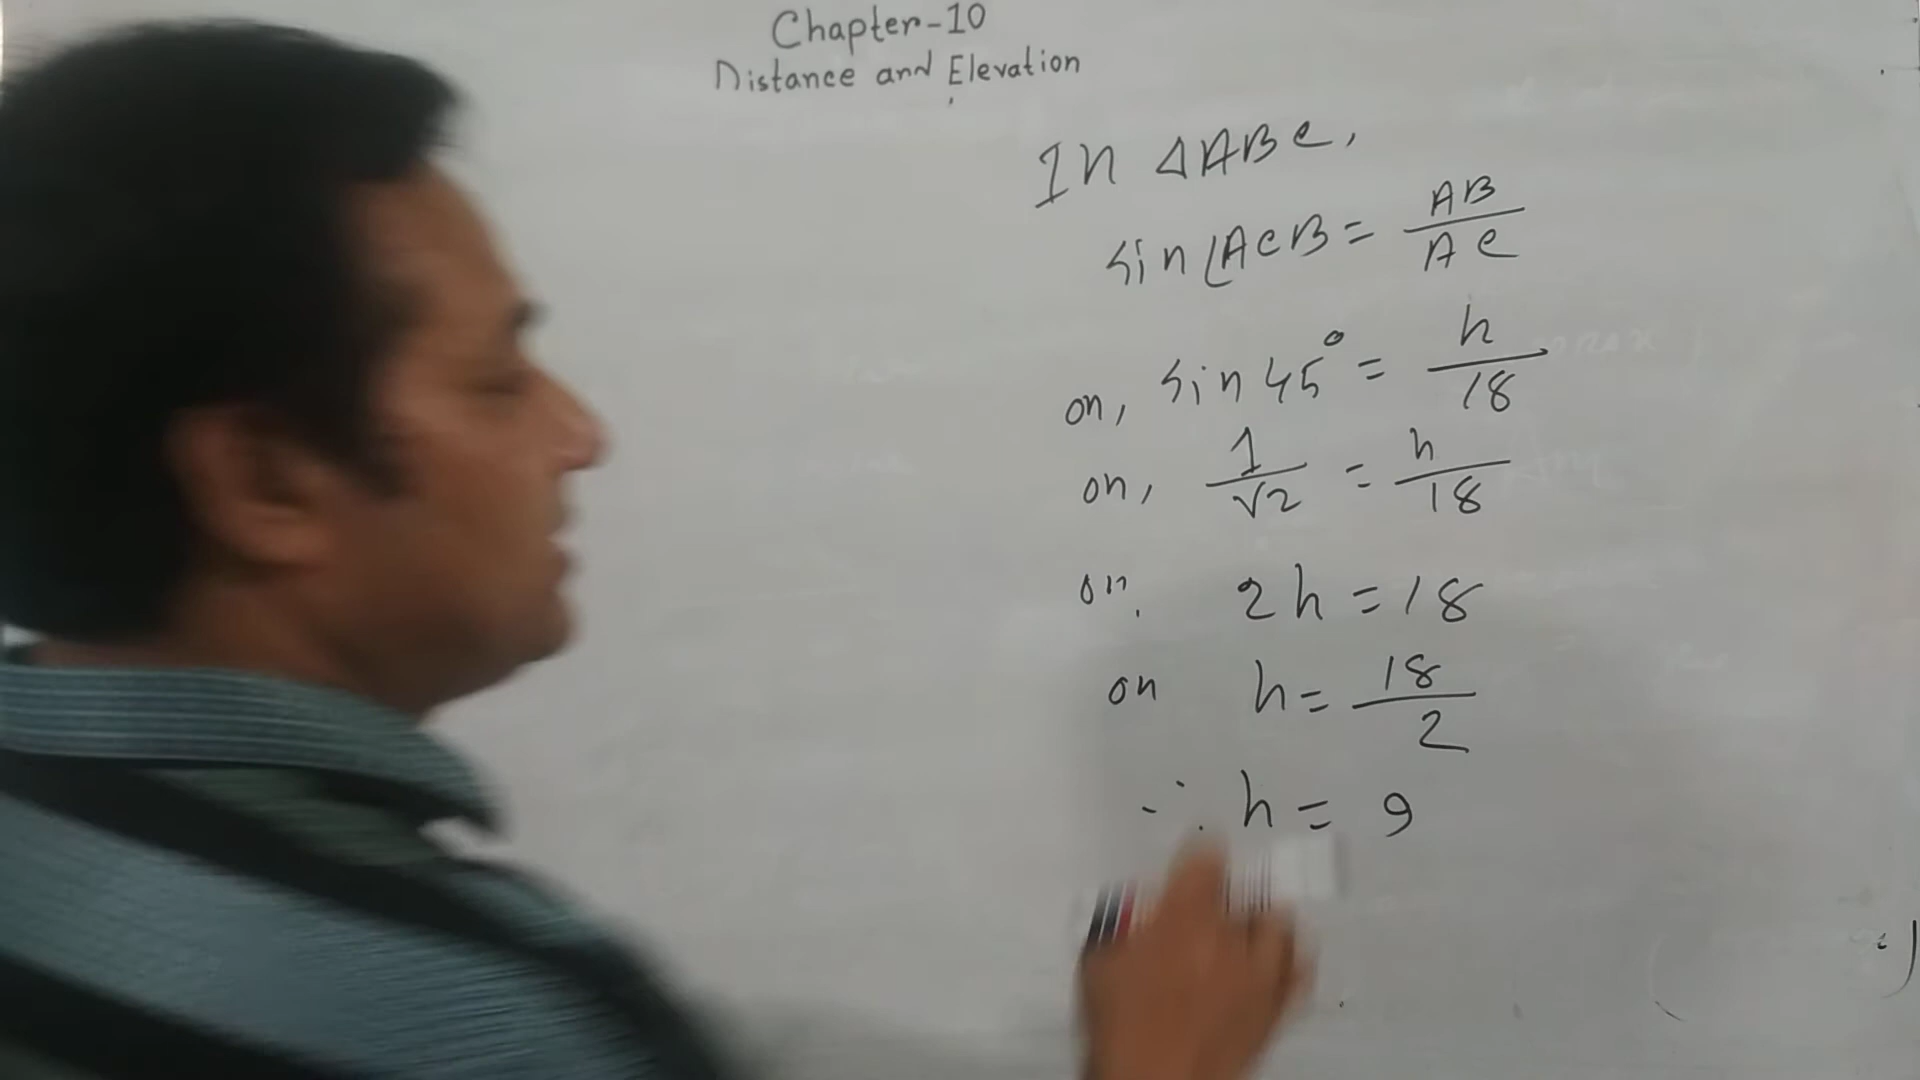 Chapter-10
Distance and Elevation
In △ABC,
sin∠ACB = AB/AC
or, sin 45° = h/18
or, 1/√2 = h/18
or, 2h = 18
or h = 18/2
∴ h = 9